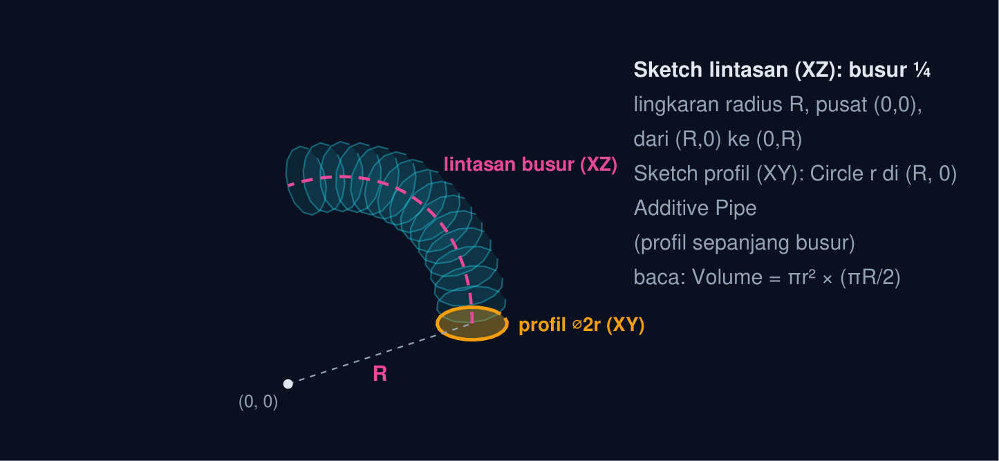 Sketch lintasan (XZ): busur ¼
lingkaran radius R, pusat (0,0),
dari (R,0) ke (0,R)
Sketch profil (XY): Circle r di (R, 0)
Additive Pipe
(profil sepanjang busur)
baca: Volume = πr² × (πR/2)
lintasan busur (XZ)
profil ⌀2r (XY)
R
(0, 0)